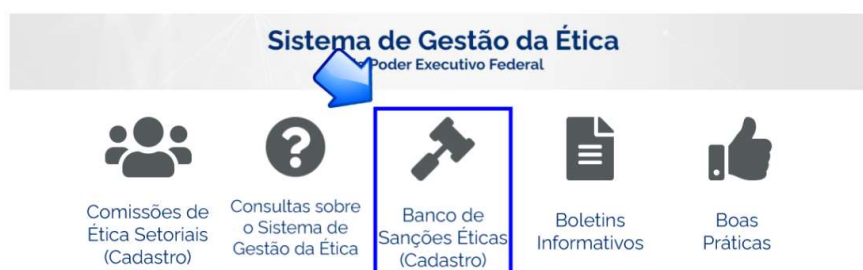 Sistema de Gestão da Ética
Poder Executivo Federal
Comissões de
Ética Setoriais
(Cadastro)
Consultas sobre
o Sistema de
Gestão da Ética
Banco de
Sanções Éticas
(Cadastro)
Boletins
Informativos
Boas
Práticas